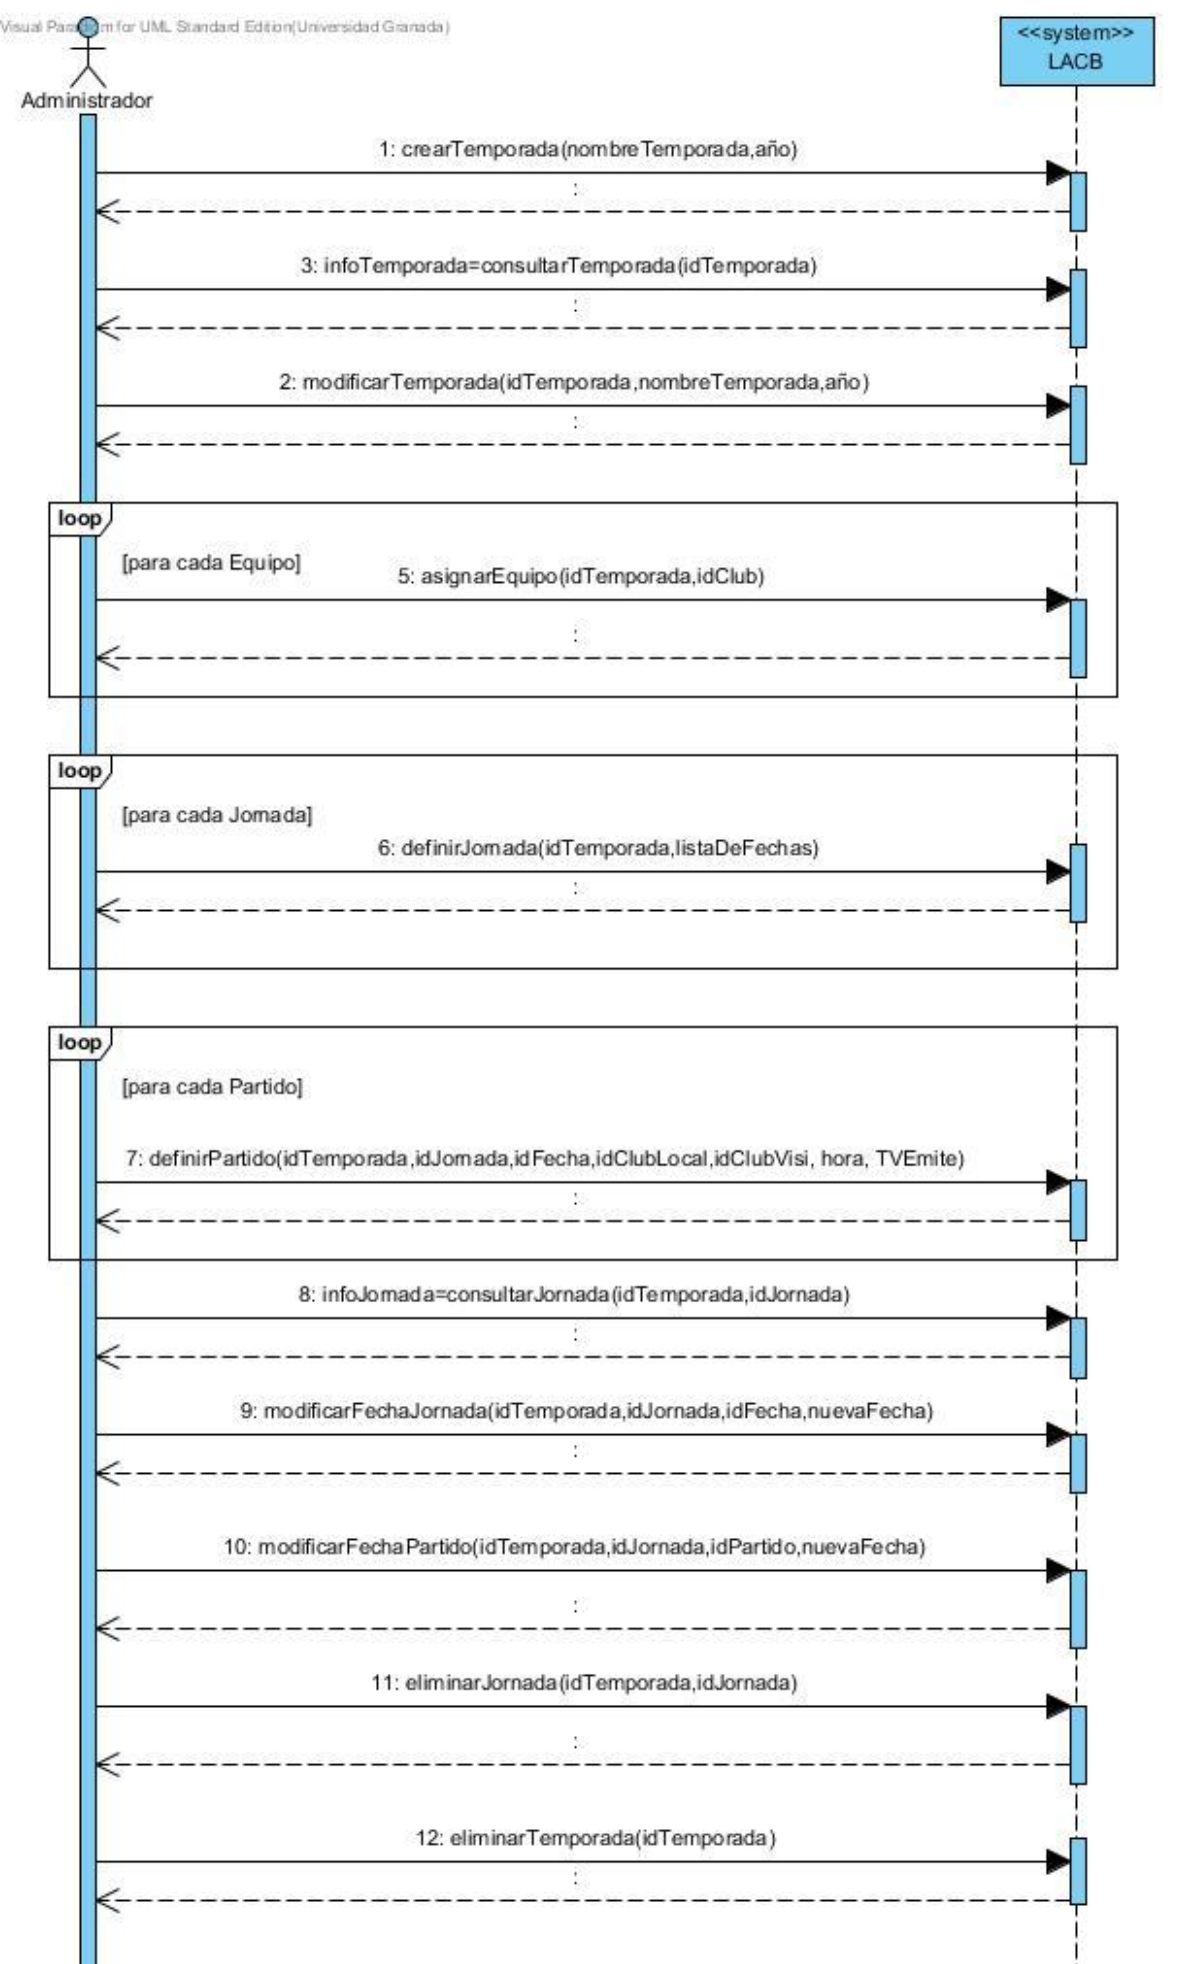 Visual Paradigm for UML Standard Edition(Universidad Granada)
<<system>>
LACB
Administrador
1: crearTemporada(nombreTemporada,año)
:
3: infoTemporada=consultarTemporada(idTemporada)
:
2: modificarTemporada(idTemporada,nombreTemporada,año)
:
loop
[para cada Equipo]
5: asignarEquipo(idTemporada,idClub)
:
loop
[para cada Jornada]
6: definirJornada(idTemporada,listaDeFechas)
:
loop
[para cada Partido]
7: definirPartido(idTemporada,idJornada,idFecha,idClubLocal,idClubVisi, hora, TVEmite)
:
8: infoJornada=consultarJornada(idTemporada,idJornada)
:
9: modificarFechaJornada(idTemporada,idJornada,idFecha,nuevaFecha)
:
10: modificarFechaPartido(idTemporada,idJornada,idPartido,nuevaFecha)
:
11: eliminarJornada(idTemporada,idJornada)
:
12: eliminarTemporada(idTemporada)
: